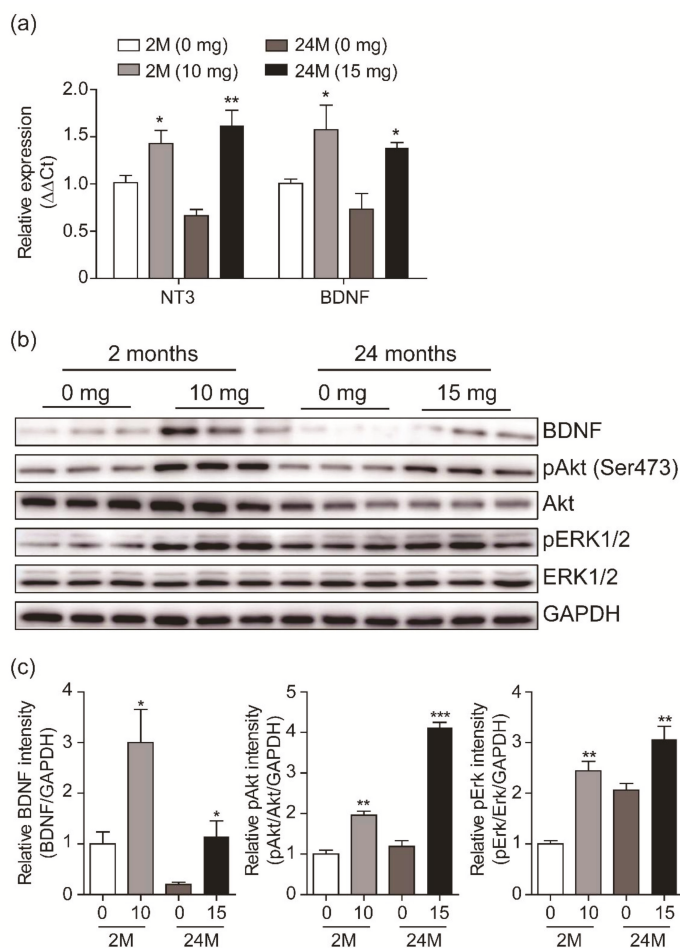 (a)
2M (0 mg) 24M (0 mg)
2M (10 mg) 24M (15 mg)
Relative expression
(ΔΔCt)
2.0
1.5
1.0
0.5
0
* ** * *
NT3 BDNF
(b)
2 months 24 months
0 mg 10 mg 0 mg 15 mg
BDNF
pAkt (Ser473)
Akt
pERK1/2
ERK1/2
GAPDH
(c)
Relative BDNF intensity
(BDNF/GAPDH)
4
3
2
1
0
* *
0 10 0 15
2M 24M
Relative pAkt intensity
(pAkt/Akt/GAPDH)
5
4
3
2
1
0
** ***
0 10 0 15
2M 24M
Relative pErk intensity
(pErk/Erk/GAPDH)
4
3
2
1
0
** **
0 10 0 15
2M 24M